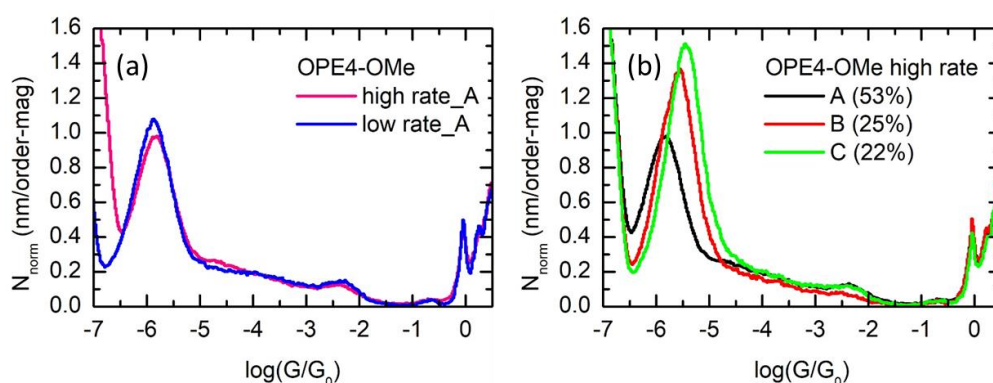 (a)
OPE4-OMe
high rate_A
low rate_A
N_norm (nm/order-mag)
1.6
1.4
1.2
1.0
0.8
0.6
0.4
0.2
0.0
-7 -6 -5 -4 -3 -2 -1 0
log(G/G₀)
(b)
OPE4-OMe high rate
A (53%)
B (25%)
C (22%)
N_norm (nm/order-mag)
1.6
1.4
1.2
1.0
0.8
0.6
0.4
0.2
0.0
-7 -6 -5 -4 -3 -2 -1 0
log(G/G₀)